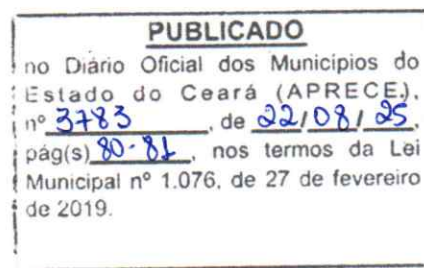 PUBLICADO
no Diário Oficial dos Municípios do
Estado do Ceará (APRECE),
nº 3783, de 22/08/25,
pág(s) 80-81, nos termos da Lei
Municipal nº 1.076, de 27 de fevereiro
de 2019.